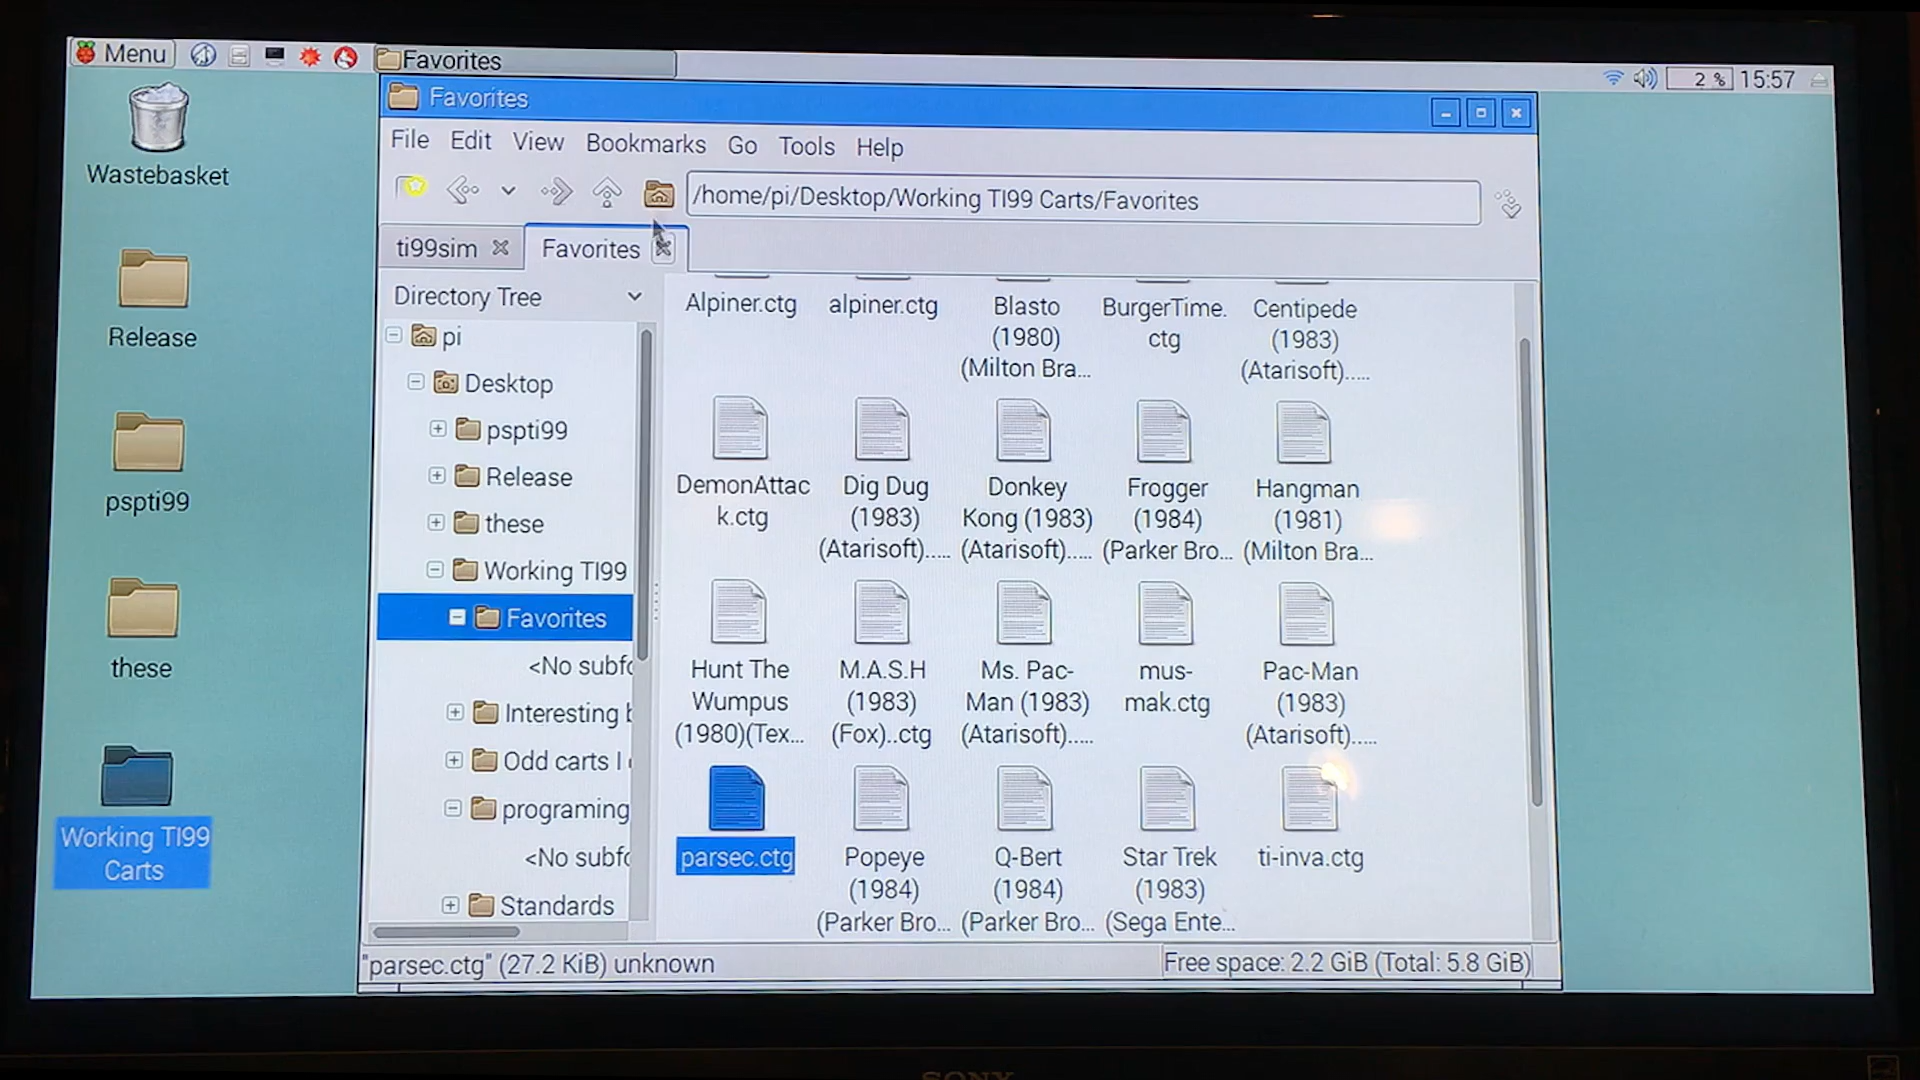 Menu
Favorites
2 %
15:57
Favorites
File Edit View Bookmarks Go Tools Help
/home/pi/Desktop/Working TI99 Carts/Favorites
ti99sim
Favorites
Wastebasket
Release
pspti99
these
Working TI99
Carts
Directory Tree
pi
Desktop
pspti99
Release
these
Working TI99
Favorites
<No subfo
Interesting b
Odd carts I
programing
<No subfo
Standards
Alpiner.ctg
alpiner.ctg
Blasto
(1980)
(Milton Bra...
BurgerTime.
ctg
Centipede
(1983)
(Atarisoft).....
DemonAttac
k.ctg
Dig Dug
(1983)
(Atarisoft).....
Donkey
Kong (1983)
(Atarisoft).....
Frogger
(1984)
(Parker Bro...
Hangman
(1981)
(Milton Bra...
Hunt The
Wumpus
(1980)(Tex...
M.A.S.H
(1983)
(Fox)..ctg
Ms. Pac-
Man (1983)
(Atarisoft).....
mus-
mak.ctg
Pac-Man
(1983)
(Atarisoft).....
parsec.ctg
Popeye
(1984)
(Parker Bro...
Q-Bert
(1984)
(Parker Bro...
Star Trek
(1983)
(Sega Ente...
ti-inva.ctg
"parsec.ctg" (27.2 KiB) unknown
Free space: 2.2 GiB (Total: 5.8 GiB)
SONY